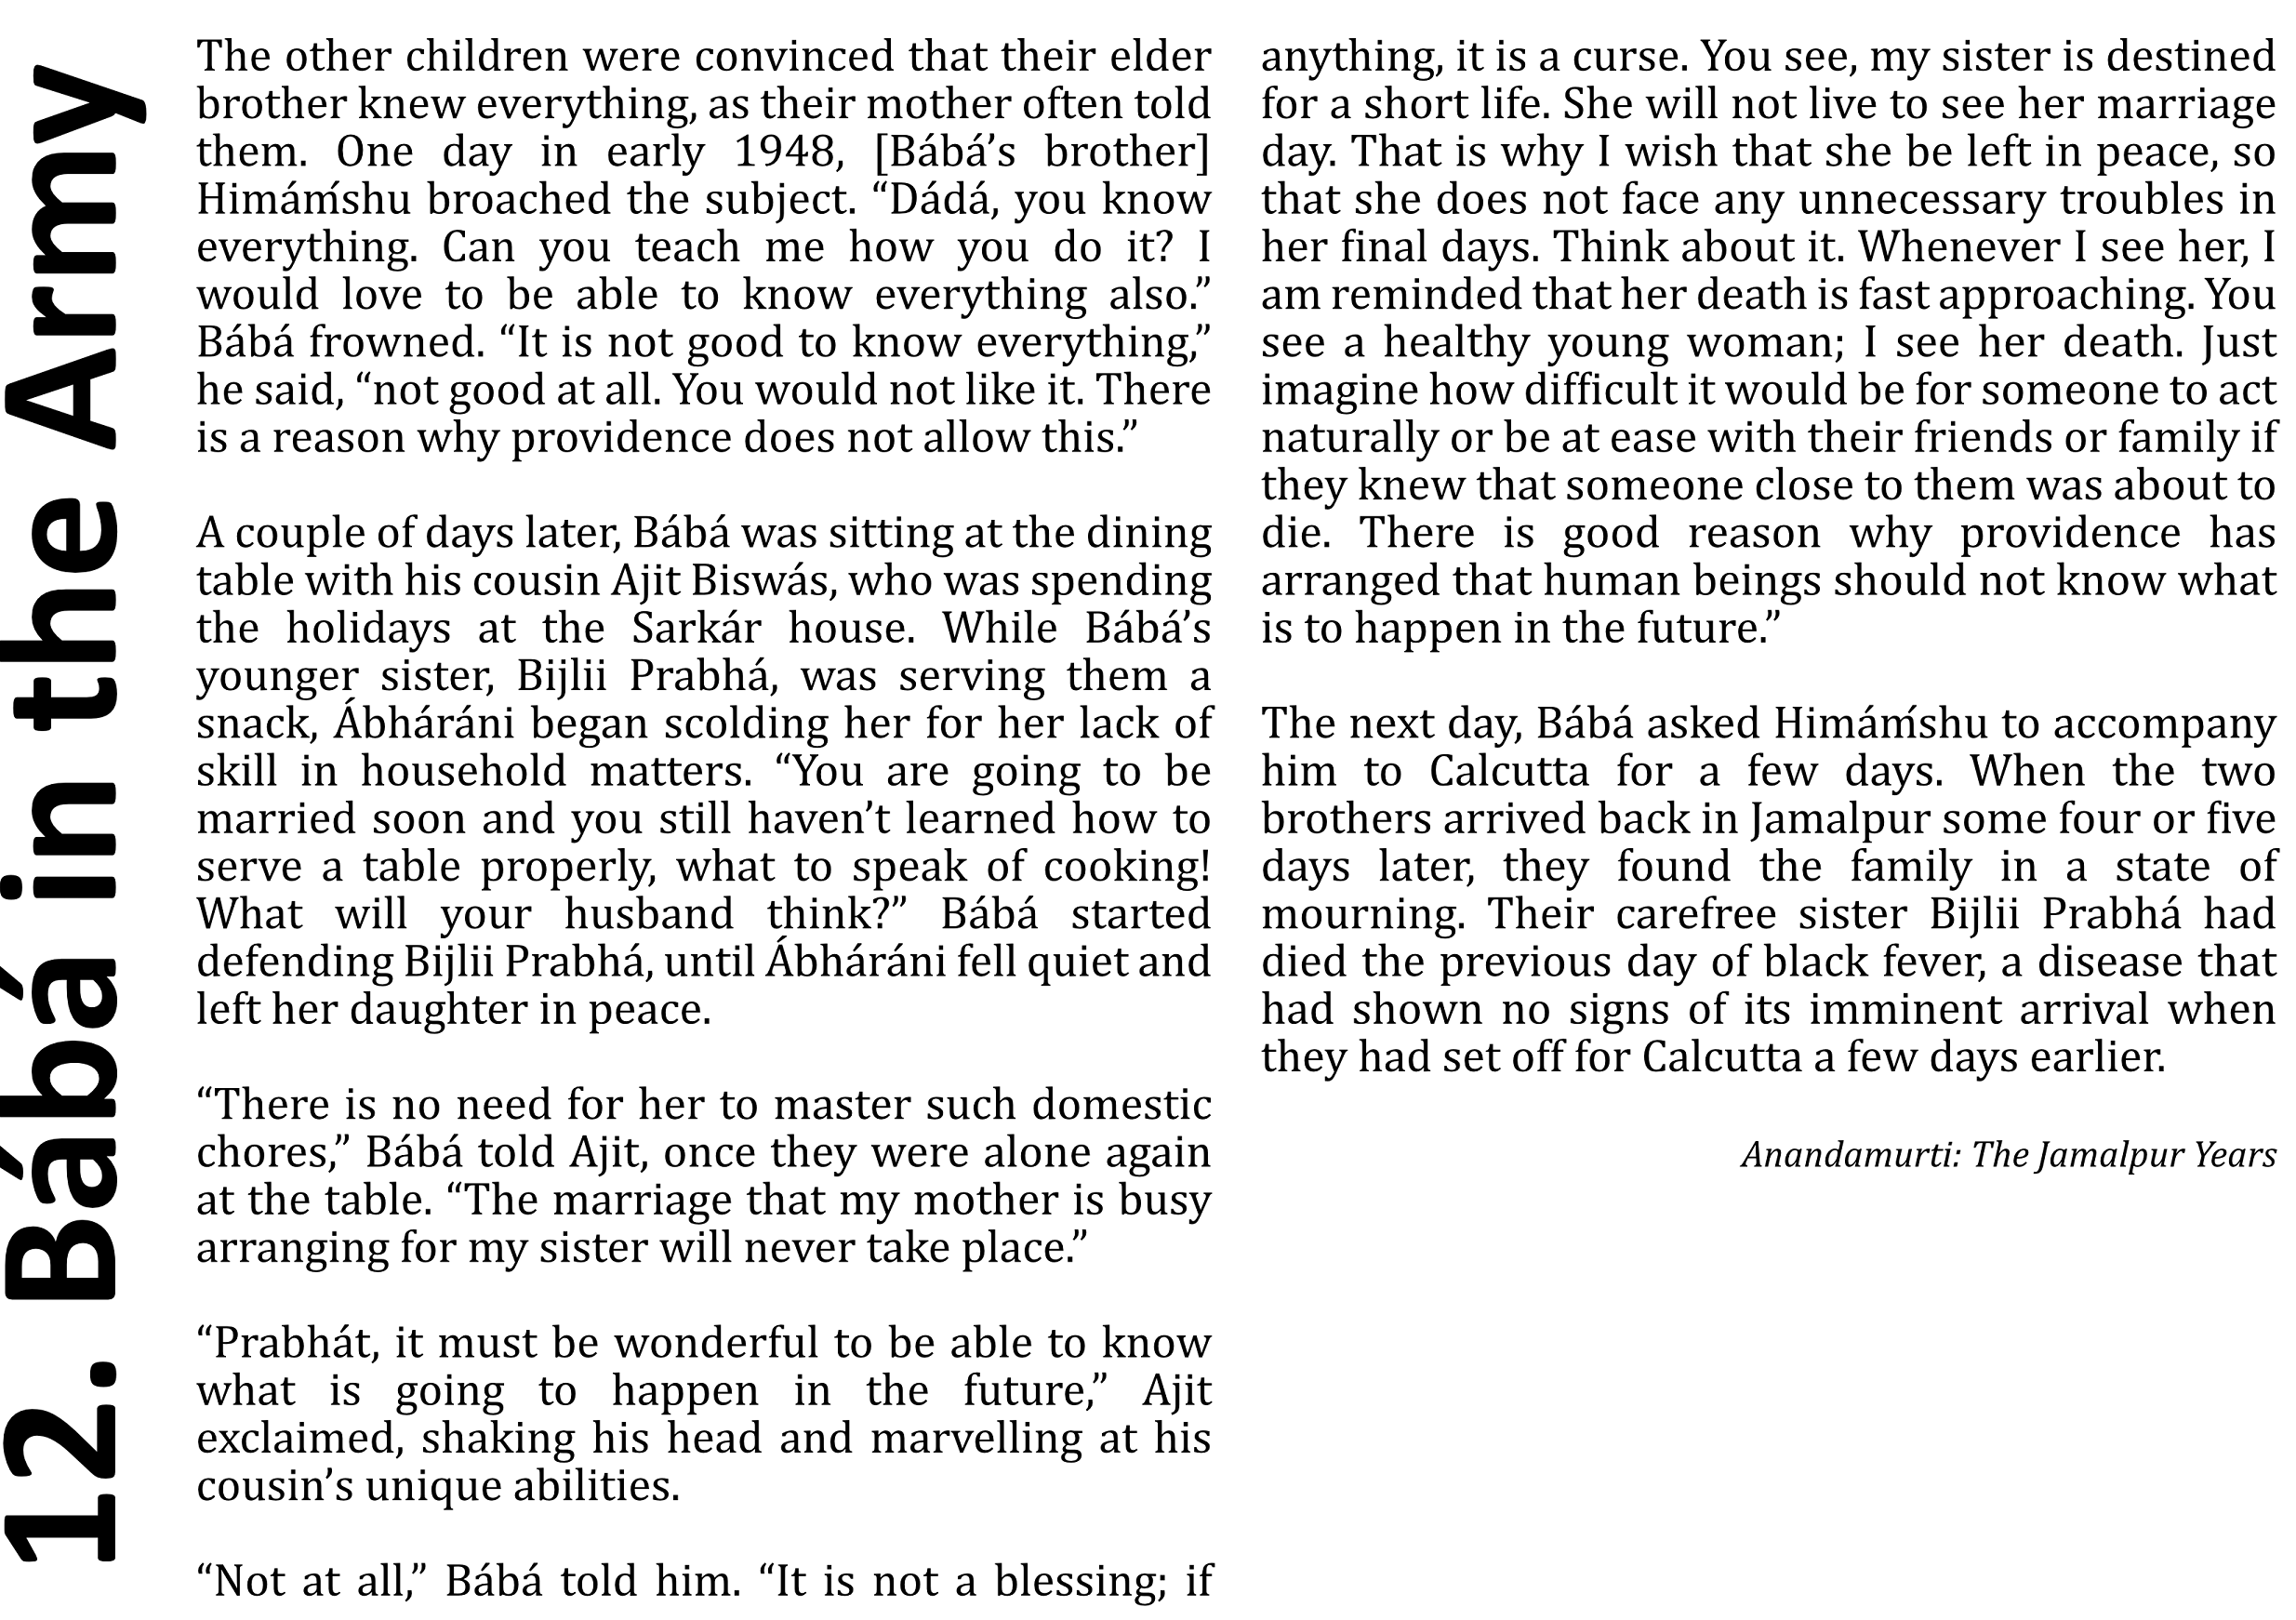 12. Bábá in the Army
The other children were convinced that their elder
brother knew everything, as their mother often told
them. One day in early 1948, [Bábá’s brother]
Himáḿshu broached the subject. “Dádá, you know
everything. Can you teach me how you do it? I
would love to be able to know everything also.”
Bábá frowned. “It is not good to know everything,”
he said, “not good at all. You would not like it. There
is a reason why providence does not allow this.”
A couple of days later, Bábá was sitting at the dining
table with his cousin Ajit Biswás, who was spending
the holidays at the Sarkár house. While Bábá’s
younger sister, Bijlii Prabhá, was serving them a
snack, Ábháráni began scolding her for her lack of
skill in household matters. “You are going to be
married soon and you still haven’t learned how to
serve a table properly, what to speak of cooking!
What will your husband think?” Bábá started
defending Bijlii Prabhá, until Ábháráni fell quiet and
left her daughter in peace.
“There is no need for her to master such domestic
chores,” Bábá told Ajit, once they were alone again
at the table. “The marriage that my mother is busy
arranging for my sister will never take place.”
“Prabhát, it must be wonderful to be able to know
what is going to happen in the future,” Ajit
exclaimed, shaking his head and marvelling at his
cousin’s unique abilities.
“Not at all,” Bábá told him. “It is not a blessing; if
anything, it is a curse. You see, my sister is destined
for a short life. She will not live to see her marriage
day. That is why I wish that she be left in peace, so
that she does not face any unnecessary troubles in
her final days. Think about it. Whenever I see her, I
am reminded that her death is fast approaching. You
see a healthy young woman; I see her death. Just
imagine how difficult it would be for someone to act
naturally or be at ease with their friends or family if
they knew that someone close to them was about to
die. There is good reason why providence has
arranged that human beings should not know what
is to happen in the future.”
The next day, Bábá asked Himáḿshu to accompany
him to Calcutta for a few days. When the two
brothers arrived back in Jamalpur some four or five
days later, they found the family in a state of
mourning. Their carefree sister Bijlii Prabhá had
died the previous day of black fever, a disease that
had shown no signs of its imminent arrival when
they had set off for Calcutta a few days earlier.
Anandamurti: The Jamalpur Years